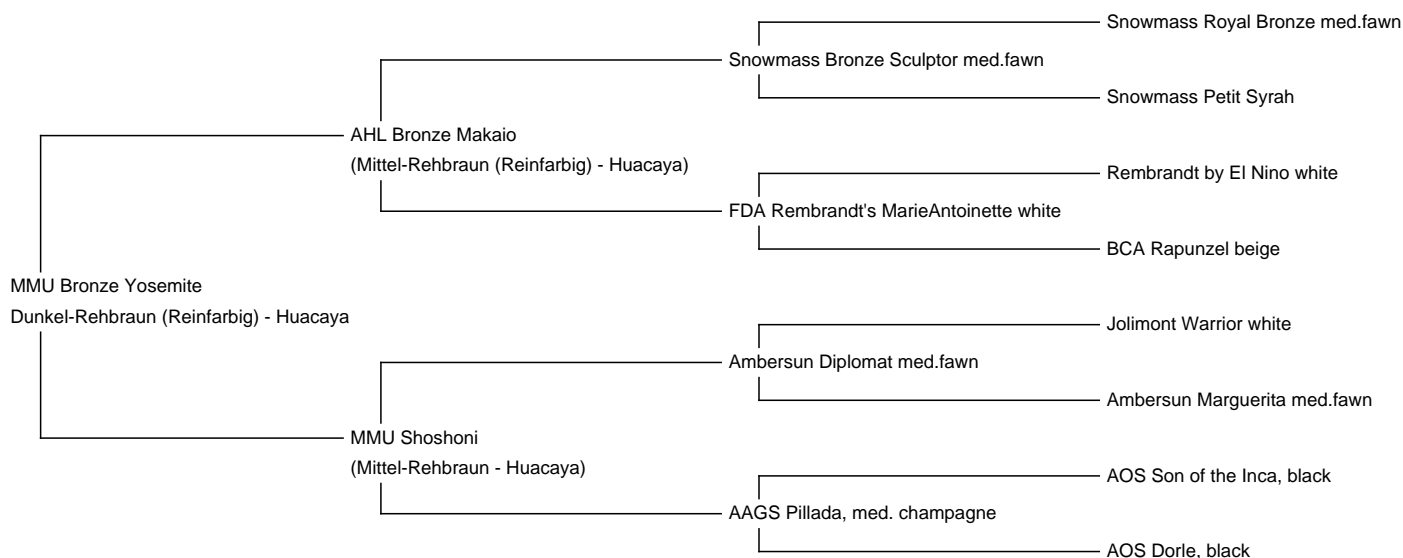 Snowmass Royal Bronze med.fawn
Snowmass Bronze Sculptor med.fawn
Snowmass Petit Syrah
AHL Bronze Makaio
(Mittel-Rehbraun (Reinfarbig) - Huacaya)
Rembrandt by El Nino white
FDA Rembrandt's MarieAntoinette white
BCA Rapunzel beige
MMU Bronze Yosemite
Dunkel-Rehbraun (Reinfarbig) - Huacaya
Jolimont Warrior white
Ambersun Diplomat med.fawn
Ambersun Marguerita med.fawn
MMU Shoshoni
(Mittel-Rehbraun - Huacaya)
AOS Son of the Inca, black
AAGS Pillada, med. champagne
AOS Dorle, black